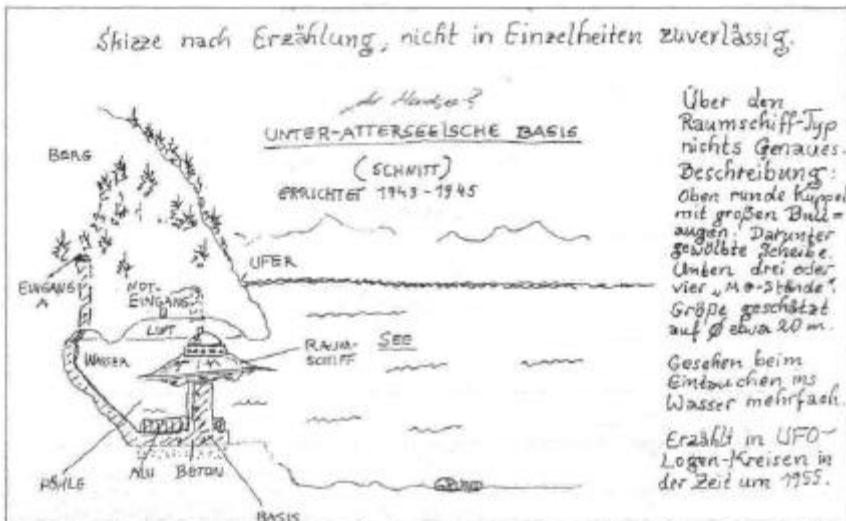 Skizze nach Erzählung, nicht in Einzelheiten zuverlässig.
UNTER-ATTERSEEISCHE BASIS
(SCHNITT)
ERRICHTET 1943-1945
BERG
UFER
EINGANG
A
NOT-
EINGANG
LUFT
WASSER
RAUM-
SCHIFF
SEE
HÖHLE
ALU
BETON
BASIS
GRUND
Über den
Raumschiff-Typ
nichts Genaues.
Beschreibung:
Oben runde Kuppel
mit großen Bull=
augen. Darunter
gewölbte Scheibe.
Unten drei oder
vier „MG-Stände“.
Größe geschätzt
auf Ø etwa 20 m.
Gesehen beim
Eintauchen ins
Wasser mehrfach.
Erzählt in UFO-
Logen-Kreisen in
der Zeit um 1955.